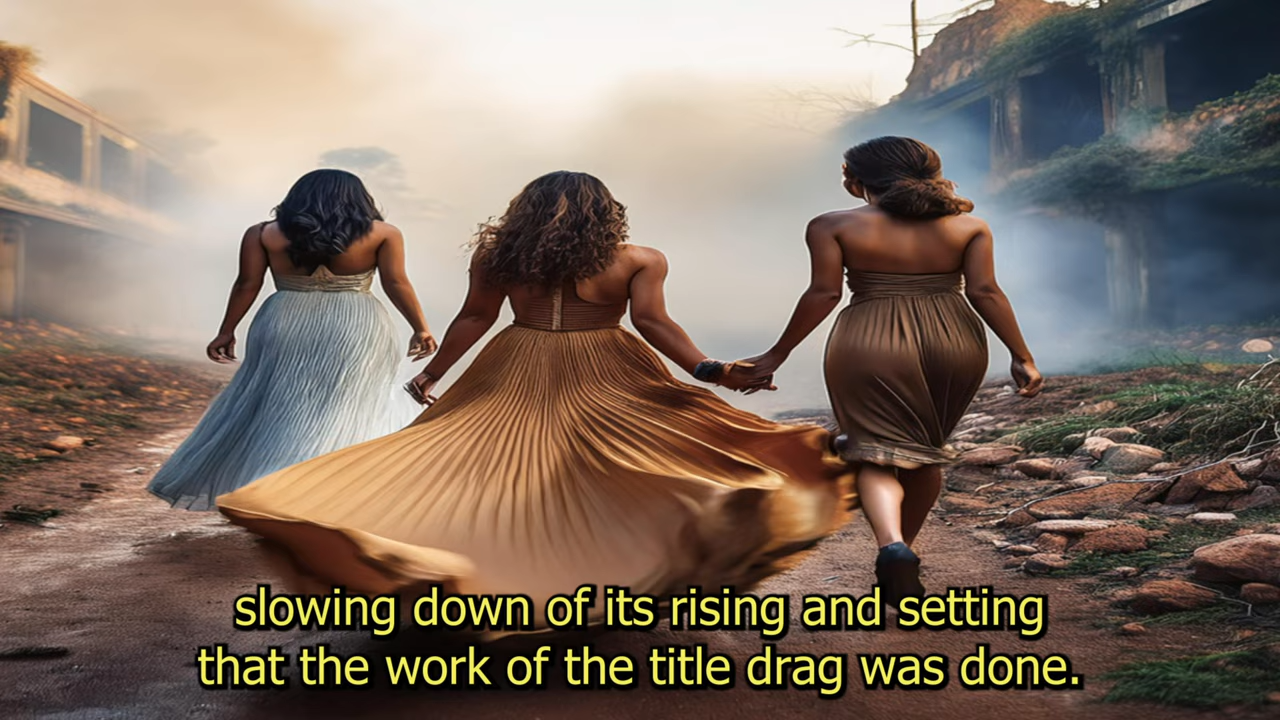 slowing down of its rising and setting
that the work of the title drag was done.